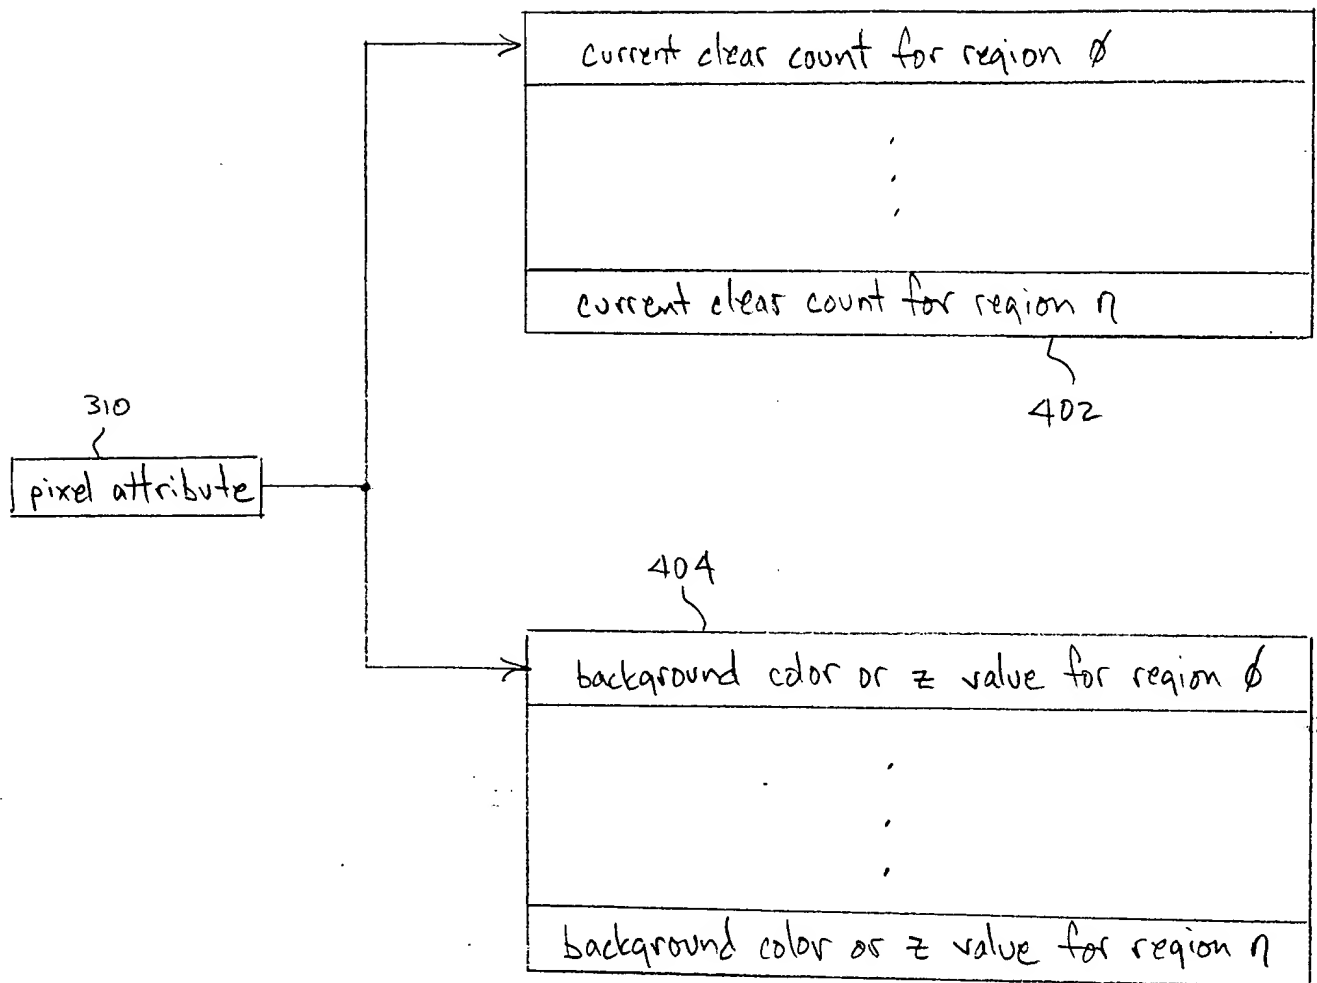 current clear count for region ϕ
current clear count for region n
402
310
pixel attribute
404
background color or z value for region ϕ
background color or z value for region n